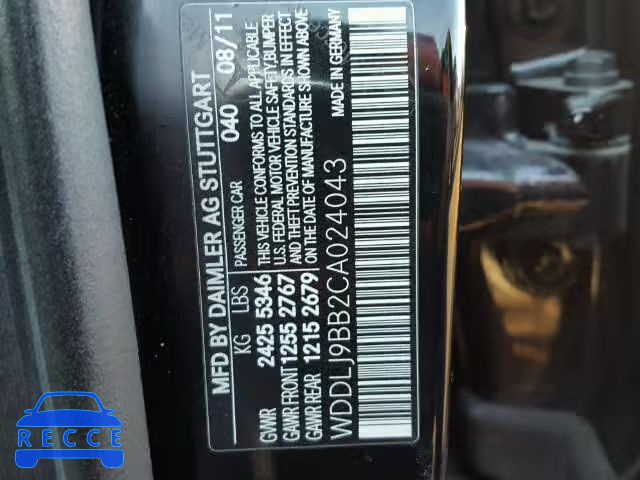 MFD BY DAIMLER AG STUTTGART 040 08/11
KG LBS PASSENGER CAR
GVWR 2425 5346
GAWR FRONT 1255 2767
GAWR REAR 1215 2679
THIS VEHICLE CONFORMS TO ALL APPLICABLE
U.S. FEDERAL MOTOR VEHICLE SAFETY,BUMPER
AND THEFT PREVENTION STANDARDS IN EFFECT
ON THE DATE OF MANUFACTURE SHOWN ABOVE
WDDLJ9BB2CA024043 MADE IN GERMANY
RECCE